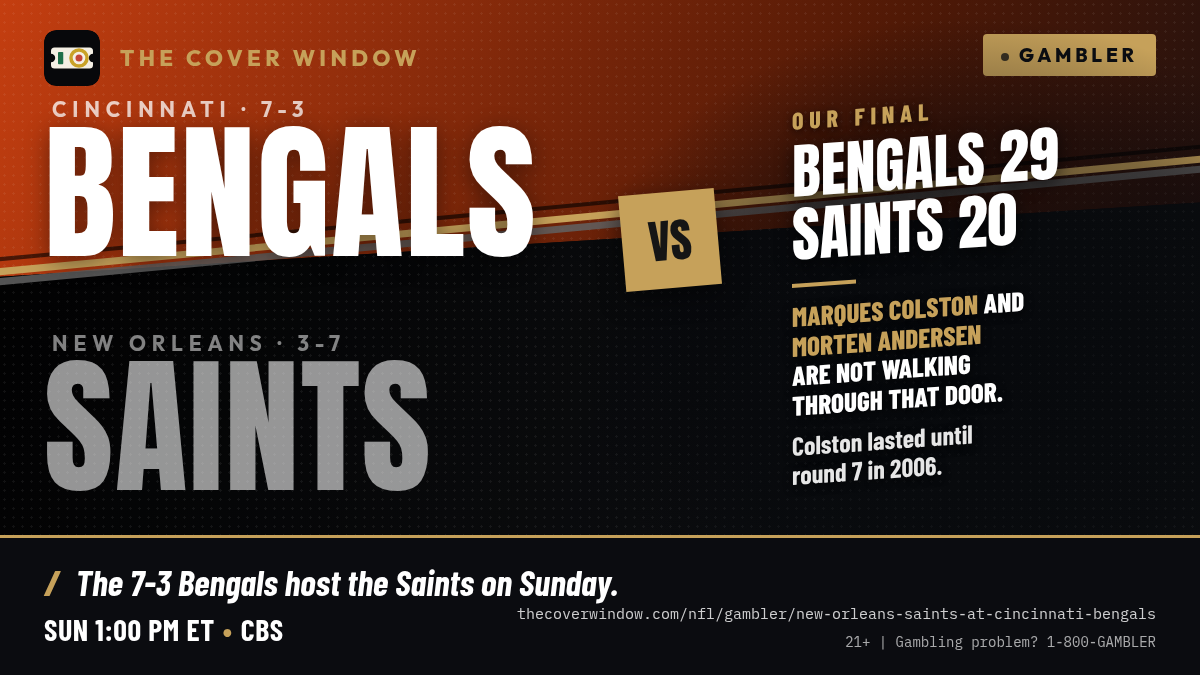 THE COVER WINDOW
GAMBLER
CINCINNATI · 7-3
BENGALS
VS
NEW ORLEANS · 3-7
SAINTS
OUR FINAL
BENGALS 29
SAINTS 20
MARQUES COLSTON AND
MORTEN ANDERSEN
ARE NOT WALKING
THROUGH THAT DOOR.
Colston lasted until
round 7 in 2006.
/ The 7-3 Bengals host the Saints on Sunday.
SUN 1:00 PM ET • CBS
thecoverwindow.com/nfl/gambler/new-orleans-saints-at-cincinnati-bengals
21+ | Gambling problem? 1-800-GAMBLER